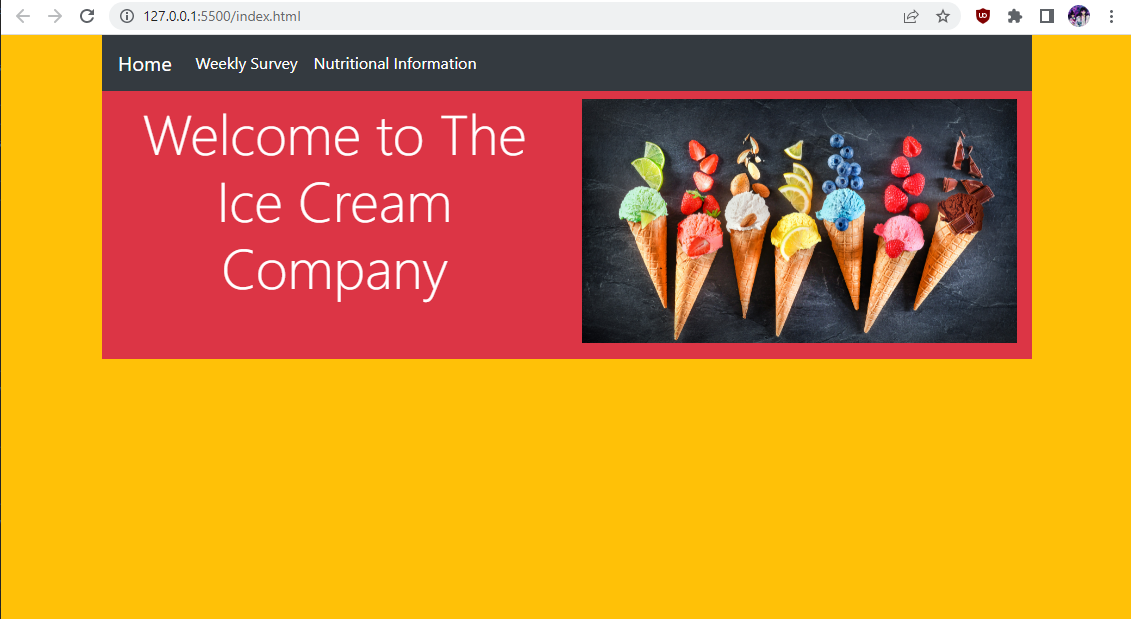 127.0.0.1:5500/index.html
Home Weekly Survey Nutritional Information
Welcome to The
Ice Cream
Company